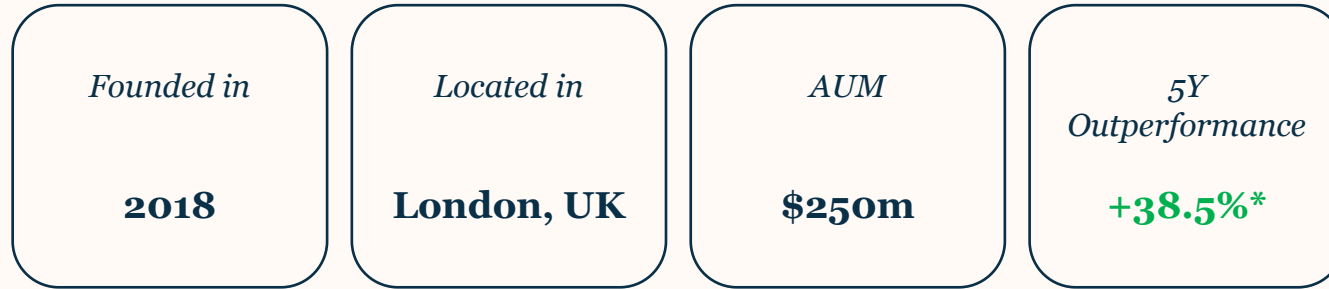 Founded in
2018
Located in
London, UK
AUM
$250m
5Y
Outperformance
+38.5%*